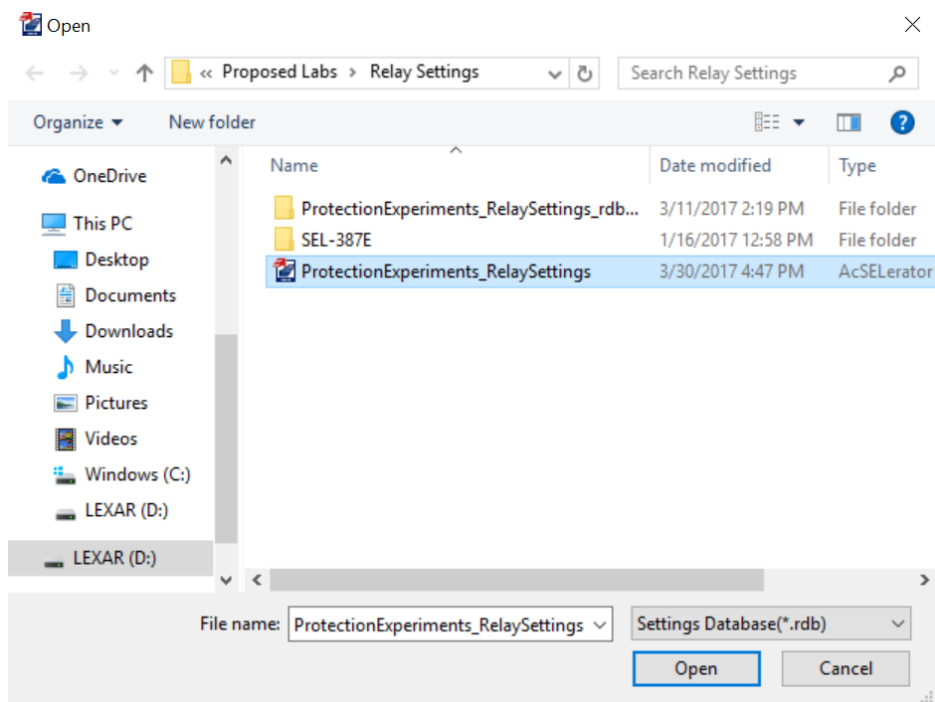 Open
« Proposed Labs > Relay Settings
Search Relay Settings
Organize
New folder
?
Name
Date modified
Type
OneDrive
This PC
Desktop
Documents
Downloads
Music
Pictures
Videos
Windows (C:)
LEXAR (D:)
LEXAR (D:)
ProtectionExperiments_RelaySettings_rdb... 3/11/2017 2:19 PM File folder
SEL-387E 1/16/2017 12:58 PM File folder
ProtectionExperiments_RelaySettings 3/30/2017 4:47 PM AcSELerator
File name: ProtectionExperiments_RelaySettings
Settings Database(*.rdb)
Open
Cancel